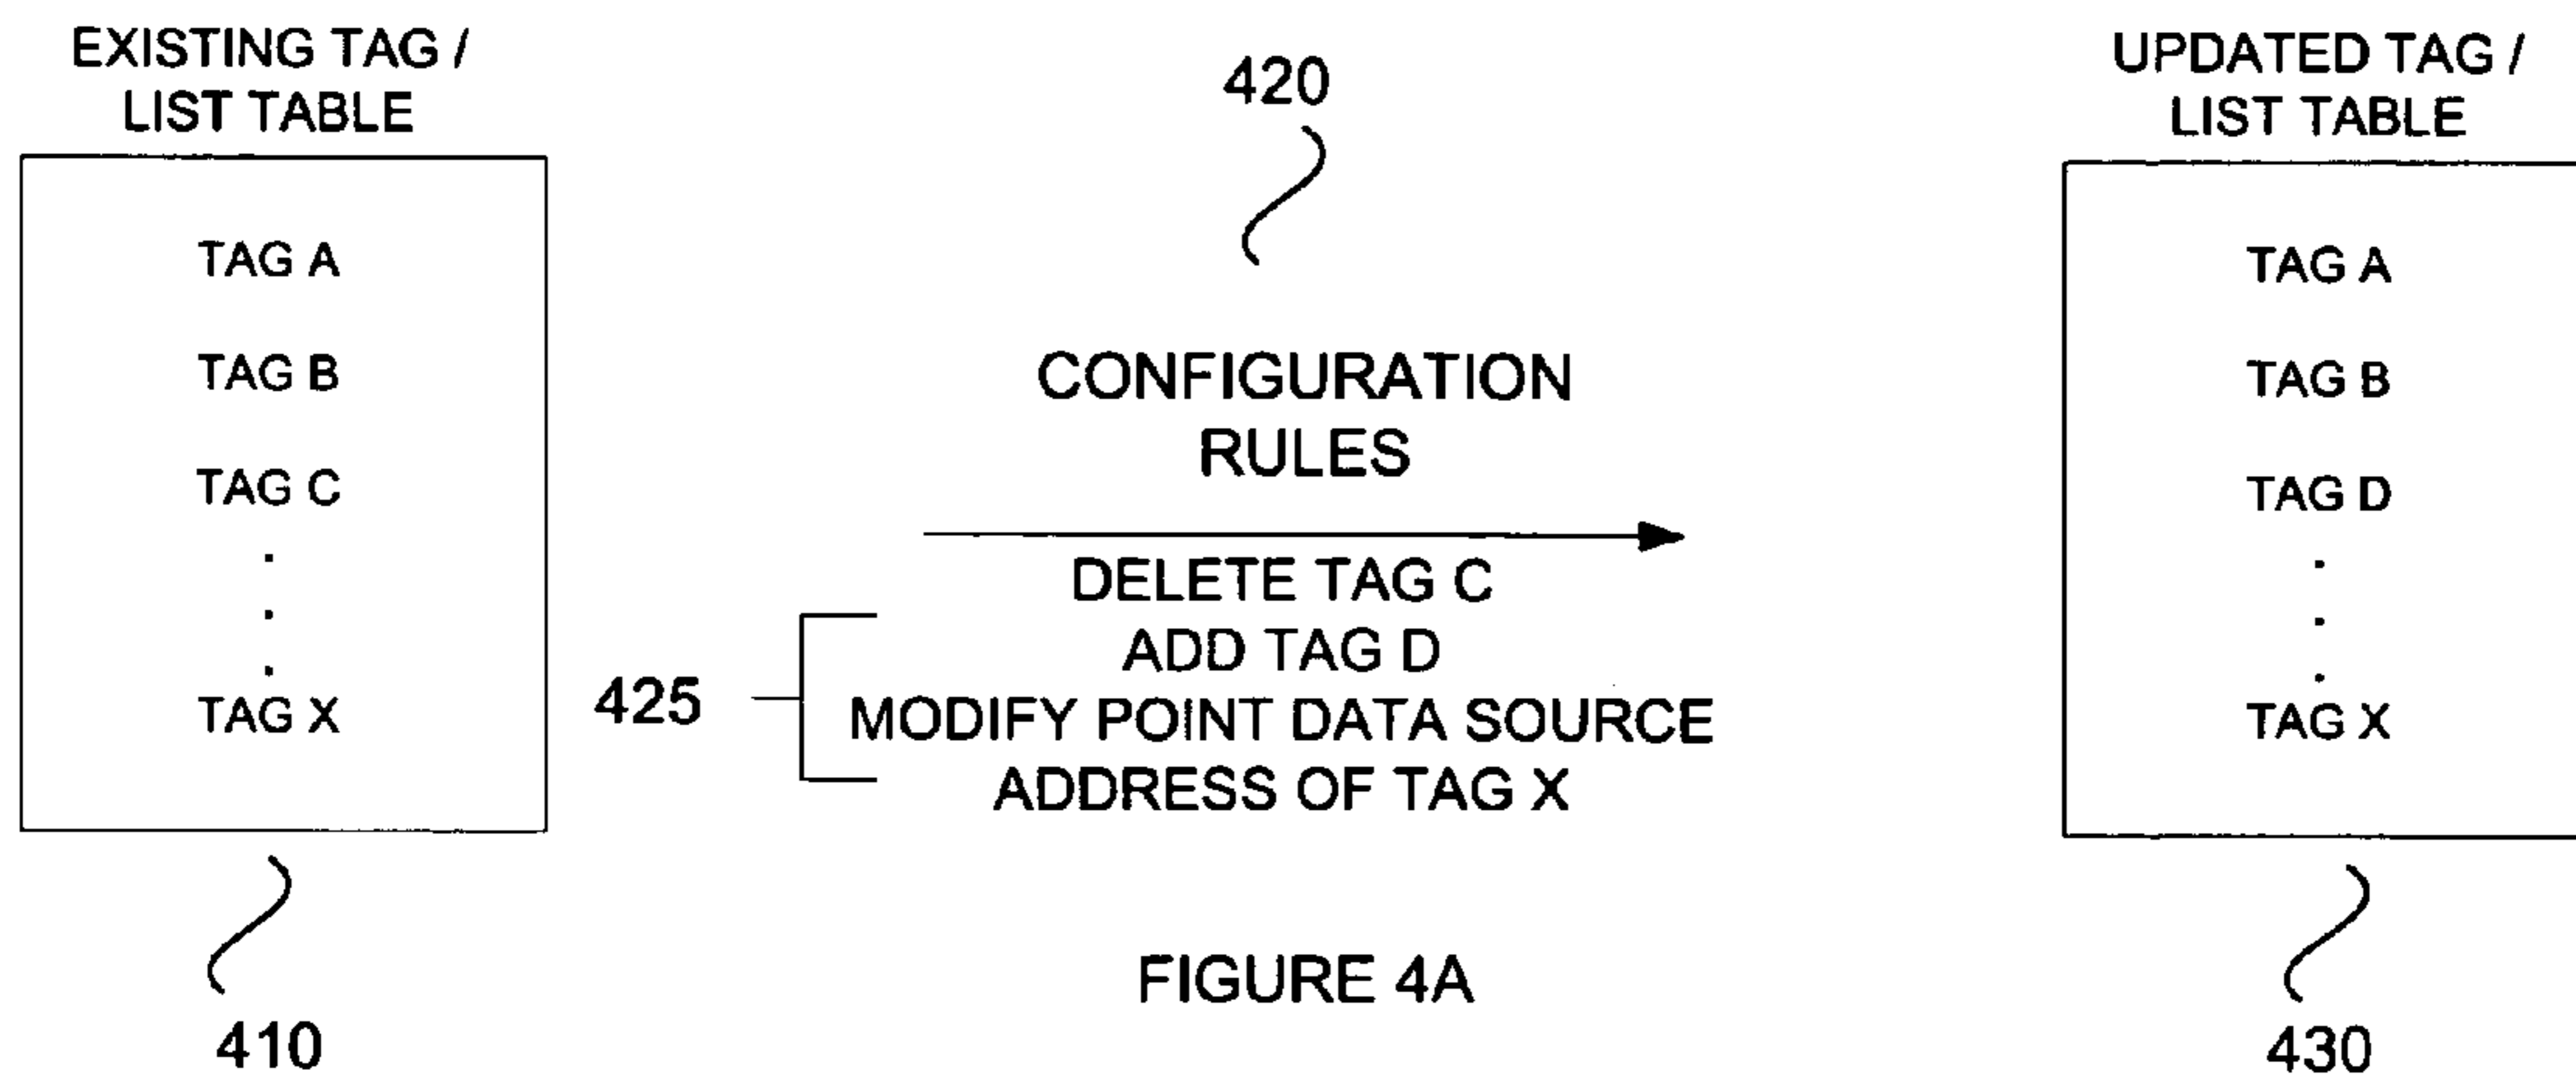 EXISTING TAG /
LIST TABLE
TAG A
TAG B
TAG C
.
.
.
TAG X
410
420
CONFIGURATION
RULES
DELETE TAG C
ADD TAG D
MODIFY POINT DATA SOURCE
ADDRESS OF TAG X
425
UPDATED TAG /
LIST TABLE
TAG A
TAG B
TAG D
.
.
.
TAG X
430
FIGURE 4A